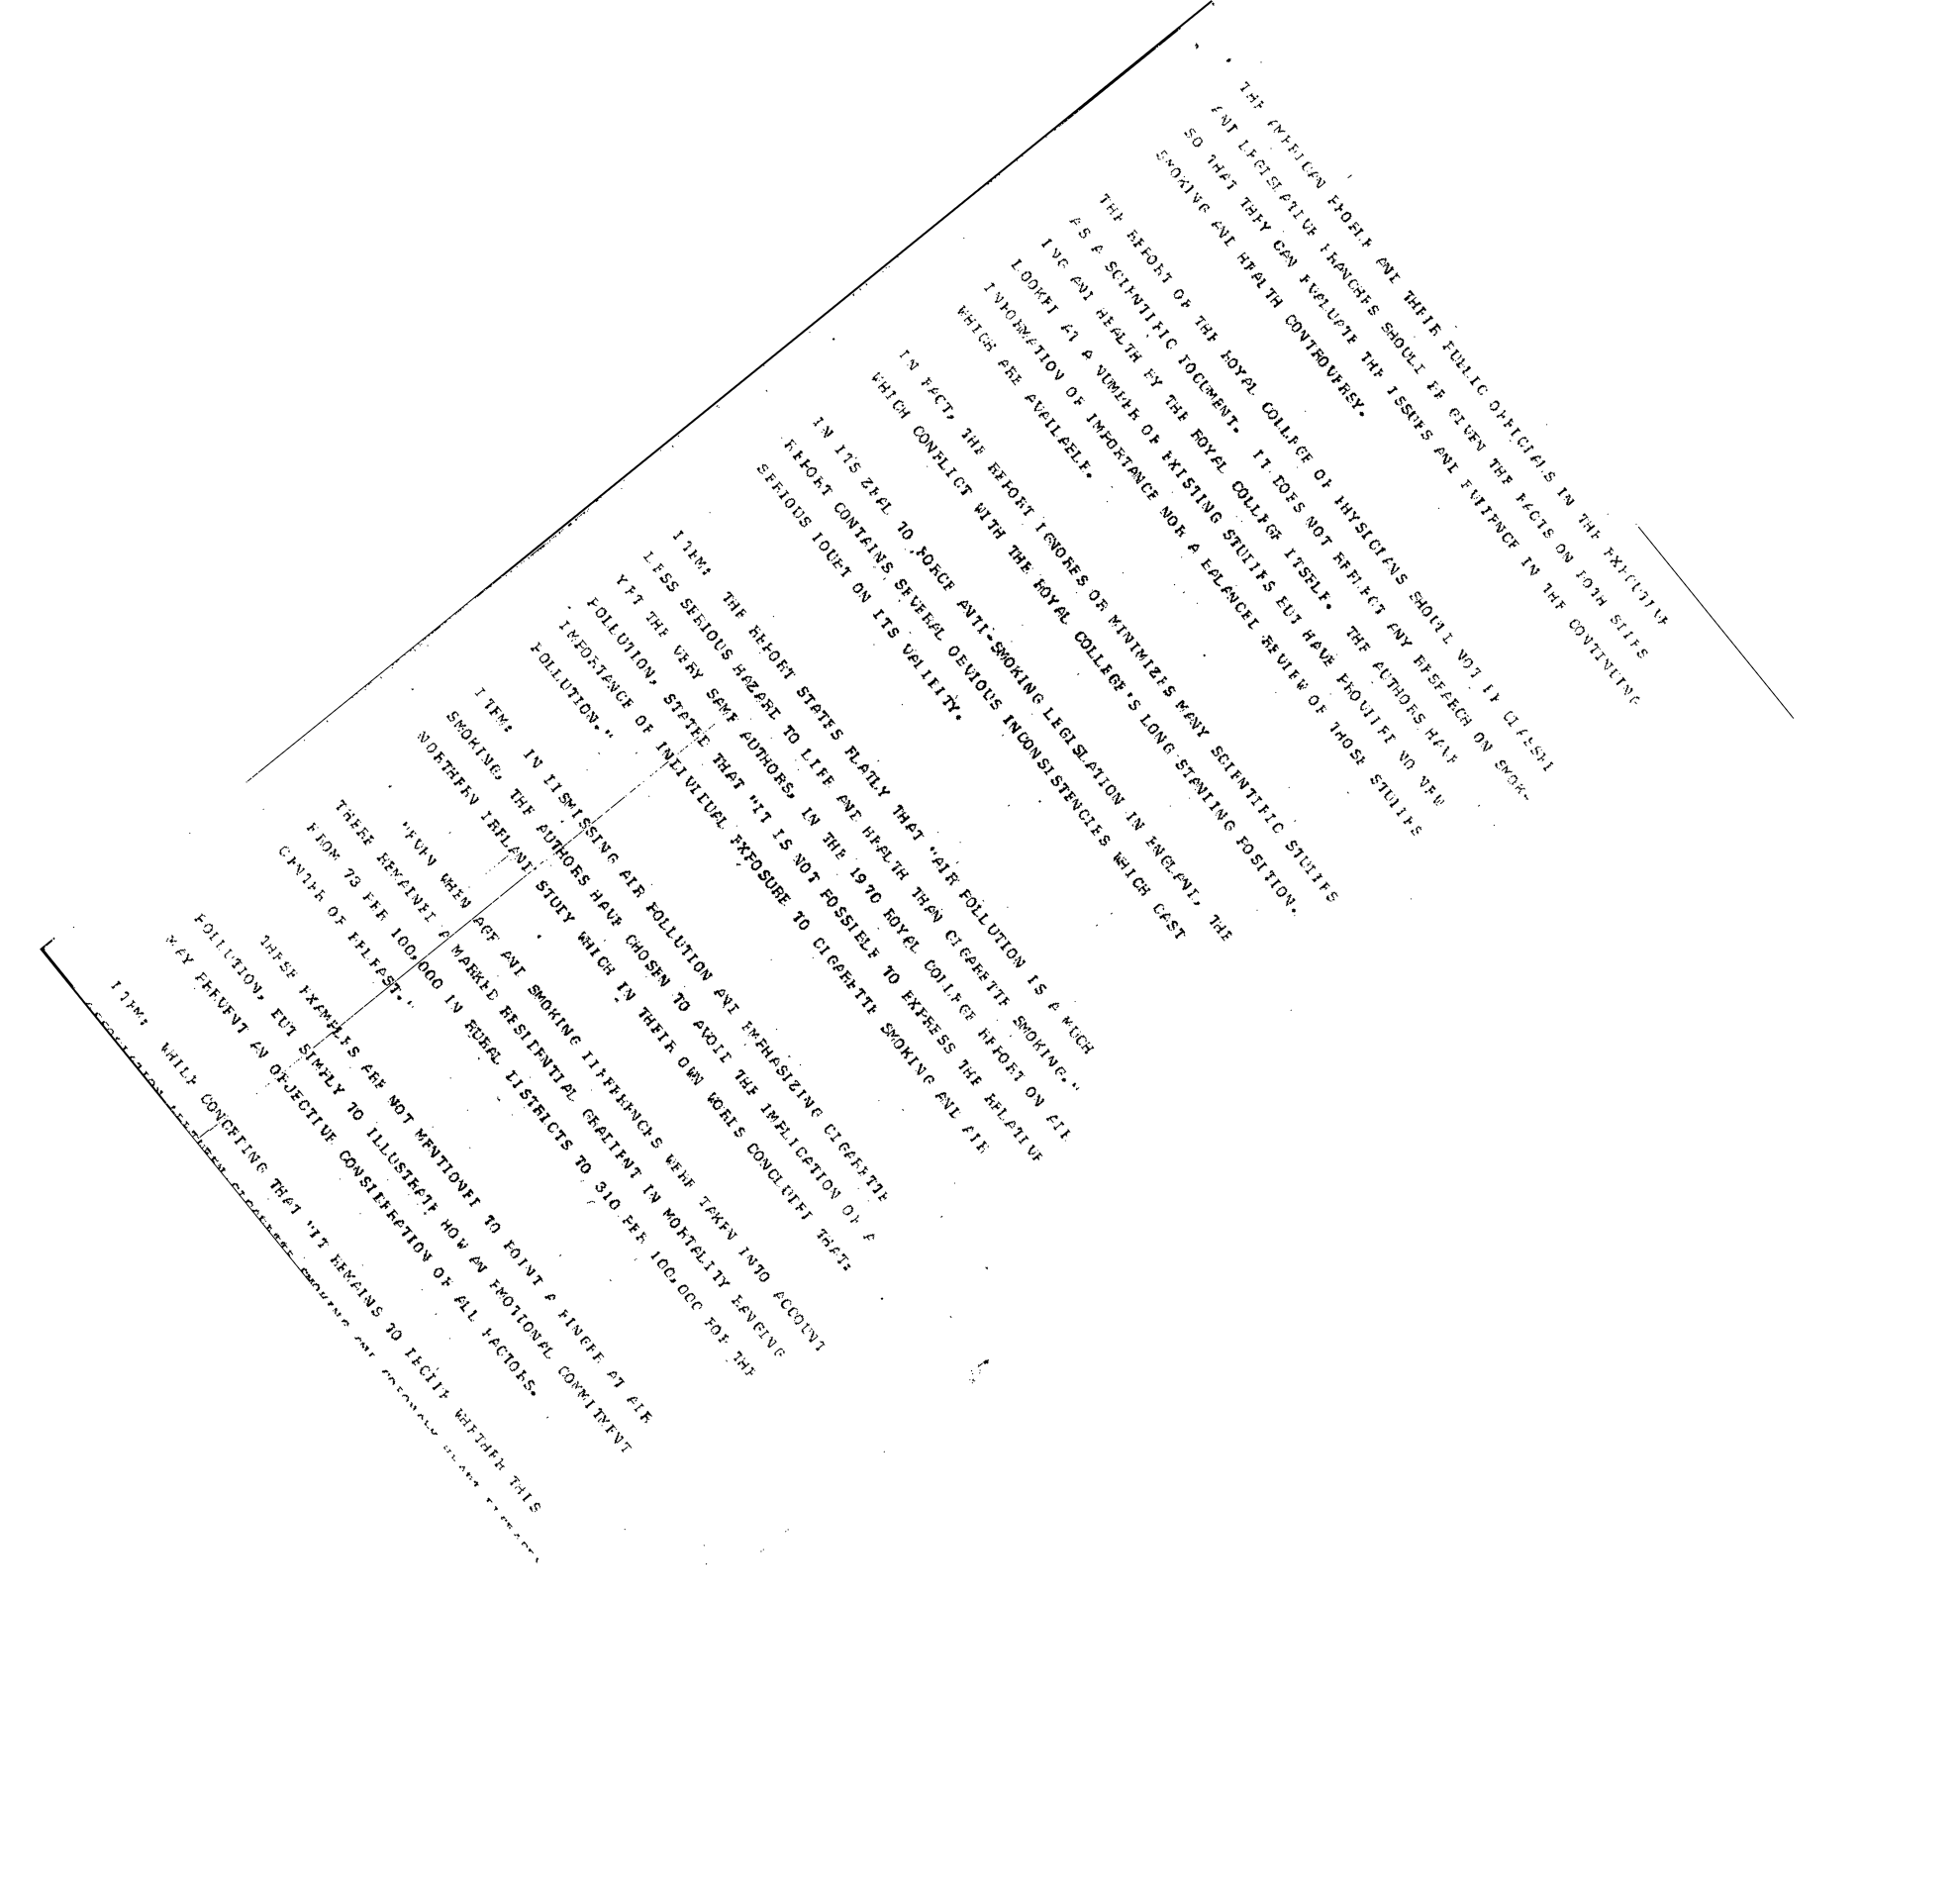 THE AMERICAN PEOPLE AND THEIR PUBLIC OFFICIALS IN THE EXECUTIVE
AND LEGISLATIVE BRANCHES SHOULD BE GIVEN THE FACTS ON BOTH SIDES
SO THAT THEY CAN EVALUATE THE ISSUES AND EVIDENCE IN THE CONTINUING
SMOKING AND HEALTH CONTROVERSY.
THE REPORT OF THE ROYAL COLLEGE OF PHYSICIANS SHOULD NOT BE CLASSED
AS A SCIENTIFIC DOCUMENT. IT DOES NOT REFLECT ANY RESEARCH ON SMOK-
ING AND HEALTH BY THE ROYAL COLLEGE ITSELF. THE AUTHORS HAVE
LOOKED AT A NUMBER OF EXISTING STUDIES BUT HAVE PROVIDED NO NEW
INFORMATION OF IMPORTANCE NOR A BALANCED REVIEW OF THOSE STUDIES
WHICH ARE AVAILABLE.
IN FACT, THE REPORT IGNORES OR MINIMIZES MANY SCIENTIFIC STUDIES
WHICH CONFLICT WITH THE ROYAL COLLEGE'S LONG-STANDING POSITION.
IN ITS ZEAL TO FORCE ANTI-SMOKING LEGISLATION IN ENGLAND, THE
REPORT CONTAINS SEVERAL OBVIOUS INCONSISTENCIES WHICH CAST
SERIOUS DOUBT ON ITS VALIDITY.
ITEM: THE REPORT STATES FLATLY THAT "AIR POLLUTION IS A MUCH
LESS SERIOUS HAZARD TO LIFE AND HEALTH THAN CIGARETTE SMOKING."
YET THE VERY SAME AUTHORS, IN THE 1970 ROYAL COLLEGE REPORT ON AIR
POLLUTION, STATED THAT "IT IS NOT POSSIBLE TO EXPRESS THE RELATIVE
IMPORTANCE OF INDIVIDUAL EXPOSURE TO CIGARETTE SMOKING AND AIR
POLLUTION."
ITEM: IN DISMISSING AIR POLLUTION AND EMPHASIZING CIGARETTE
SMOKING, THE AUTHORS HAVE CHOSEN TO AVOID THE IMPLICATION OF A
NORTHERN IRELAND STUDY WHICH IN THEIR OWN WORDS CONCLUDED THAT:
"EVEN WHEN AGE AND SMOKING DIFFERENCES WERE TAKEN INTO ACCOUNT
THERE REMAINED A MARKED RESIDENTIAL GRADIENT IN MORTALITY RANGING
FROM 73 PER 100,000 IN RURAL DISTRICTS TO 310 PER 100,000 FOR THE
CENTER OF BELFAST."
THESE EXAMPLES ARE NOT MENTIONED TO POINT A FINGER AT AIR
POLLUTION, BUT SIMPLY TO ILLUSTRATE HOW AN EMOTIONAL COMMITMENT
MAY PREVENT AN OBJECTIVE CONSIDERATION OF ALL FACTORS.
ITEM: WHILE CONCEDING THAT "IT REMAINS TO DECIDE WHETHER THIS
ASSOCIATION BETWEEN CIGARETTE SMOKING AND CORONARY HEART DISEASE